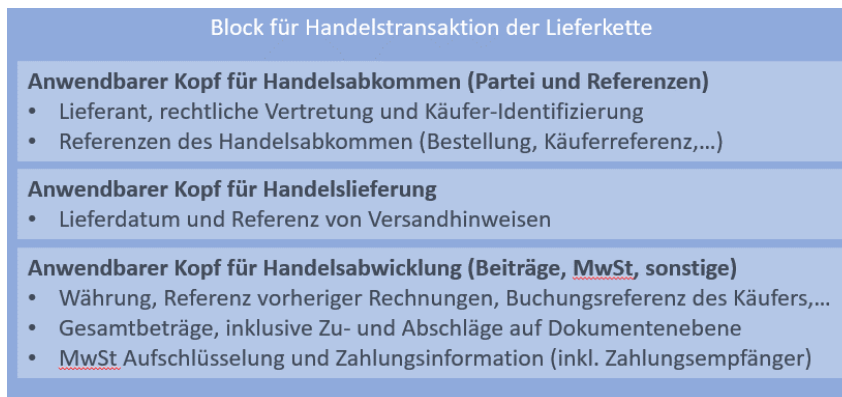 Block für Handelstransaktion der Lieferkette
Anwendbarer Kopf für Handelsabkommen (Partei und Referenzen)
• Lieferant, rechtliche Vertretung und Käufer-Identifizierung
• Referenzen des Handelsabkommen (Bestellung, Käuferreferenz,...)
Anwendbarer Kopf für Handelslieferung
• Lieferdatum und Referenz von Versandhinweisen
Anwendbarer Kopf für Handelsabwicklung (Beiträge, MwSt, sonstige)
• Währung, Referenz vorheriger Rechnungen, Buchungsreferenz des Käufers,...
• Gesamtbeträge, inklusive Zu- und Abschläge auf Dokumentenebene
• MwSt Aufschlüsselung und Zahlungsinformation (inkl. Zahlungsempfänger)